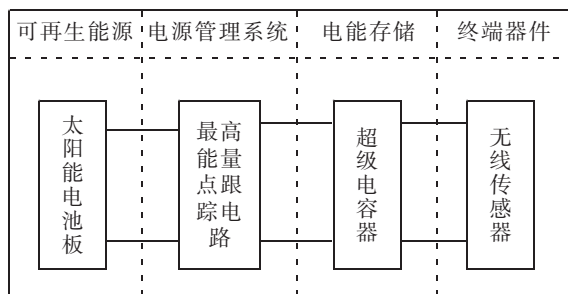 可再生能源 电源管理系统 电能存储 终端器件
太阳能电池板
最高能量点跟踪电路
超级电容器
无线传感器